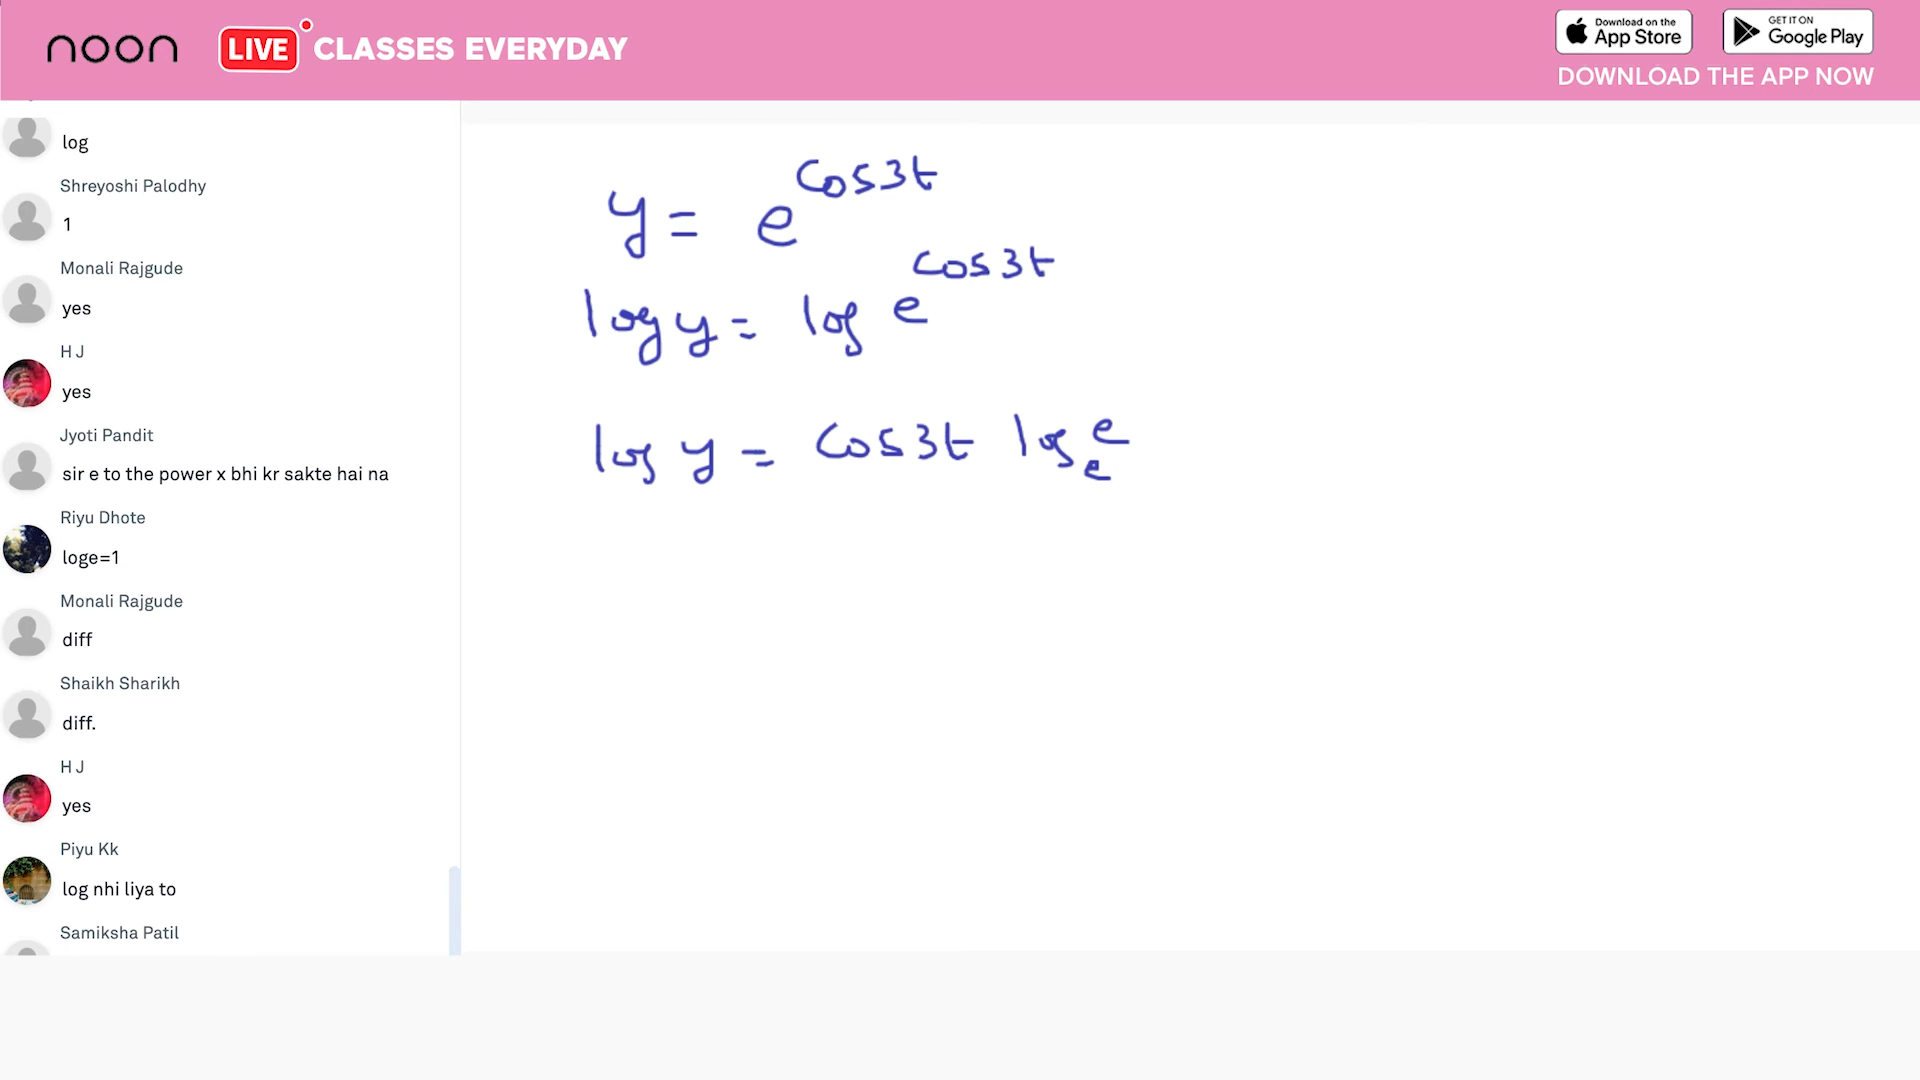 noon LIVE CLASSES EVERYDAY
Download on the App Store
GET IT ON Google Play
DOWNLOAD THE APP NOW
log
Shreyoshi Palodhy
1
Monali Rajgude
yes
H J
yes
Jyoti Pandit
sir e to the power x bhi kr sakte hai na
Riyu Dhote
loge=1
Monali Rajgude
diff
Shaikh Sharikh
diff.
H J
yes
Piyu Kk
log nhi liya to
Samiksha Patil
y = e^cos3t
log y = log e^cos3t
log y = cos3t log_e e